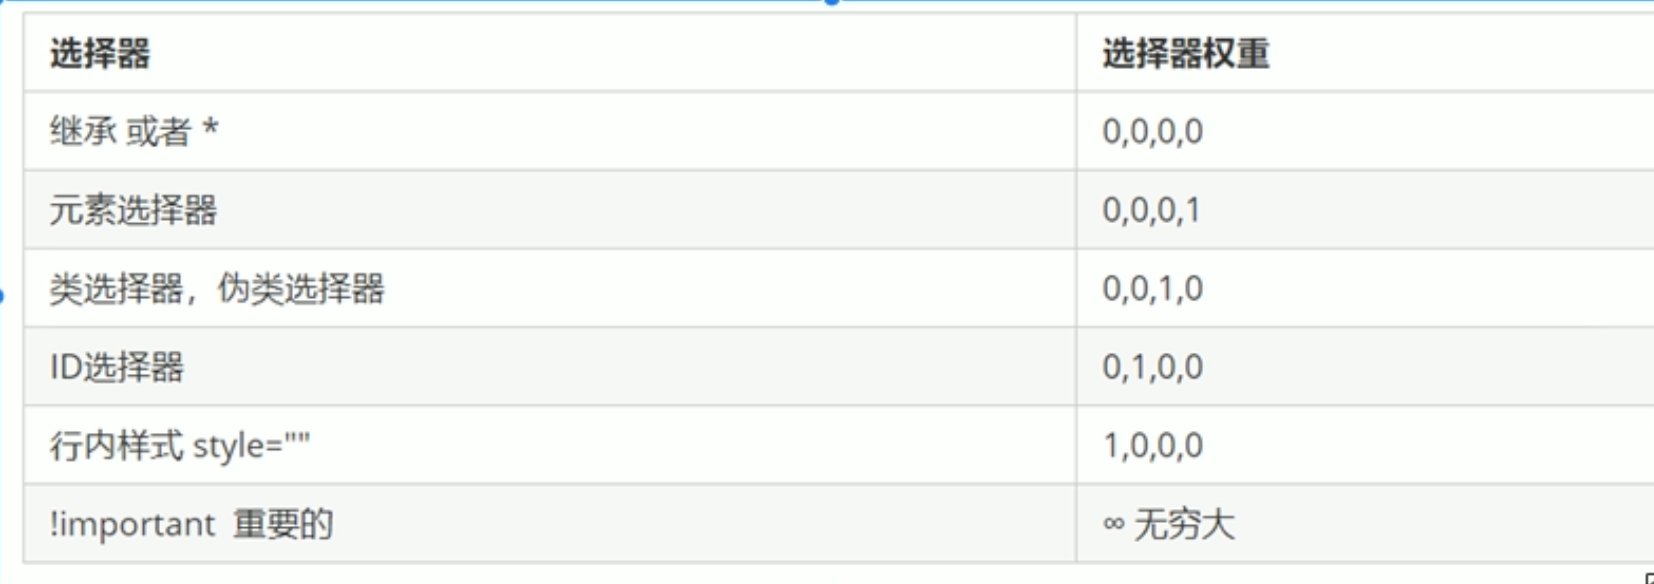 选择器 选择器权重
继承 或者 * 0,0,0,0
元素选择器 0,0,0,1
类选择器，伪类选择器 0,0,1,0
ID选择器 0,1,0,0
行内样式 style="" 1,0,0,0
!important 重要的 ∞ 无穷大